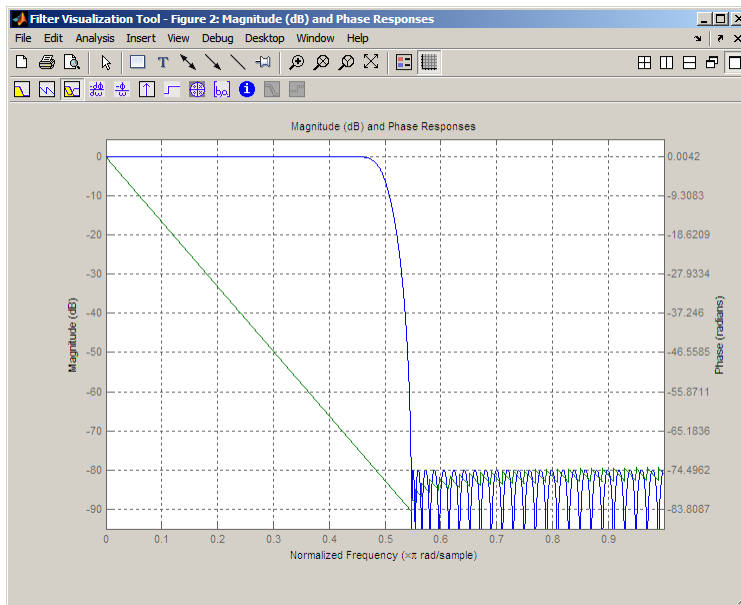 Filter Visualization Tool - Figure 2: Magnitude (dB) and Phase Responses
File Edit Analysis Insert View Debug Desktop Window Help
Magnitude (dB) and Phase Responses
0
-10
-20
-30
-40
-50
-60
-70
-80
-90
Magnitude (dB)
0.0042
-9.3083
-18.6209
-27.9334
-37.246
-46.5585
-55.8711
-65.1836
-74.4962
-83.8087
Phase (radians)
0 0.1 0.2 0.3 0.4 0.5 0.6 0.7 0.8 0.9
Normalized Frequency (×π rad/sample)